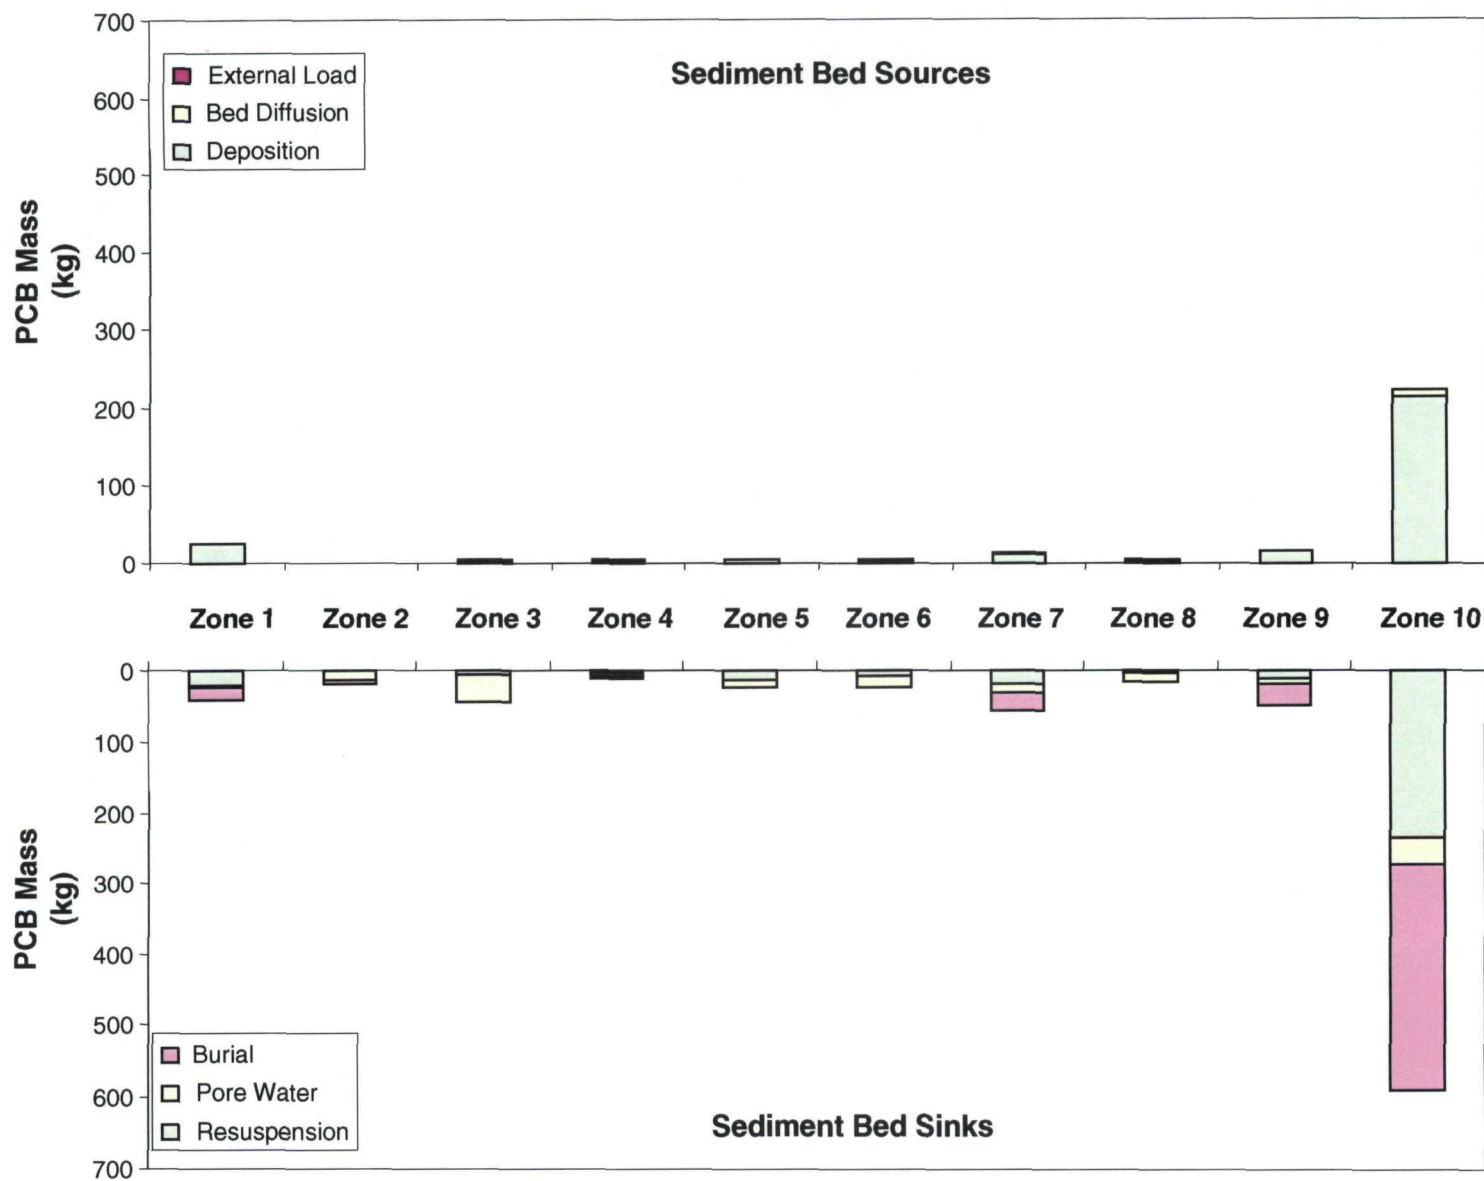 Sediment Bed Sources
External Load
Bed Diffusion
Deposition
PCB Mass
(kg)
700
600
500
400
300
200
100
0
Zone 1 Zone 2 Zone 3 Zone 4 Zone 5 Zone 6 Zone 7 Zone 8 Zone 9 Zone 10
PCB Mass
(kg)
0
100
200
300
400
500
600
700
Burial
Pore Water
Resuspension
Sediment Bed Sinks